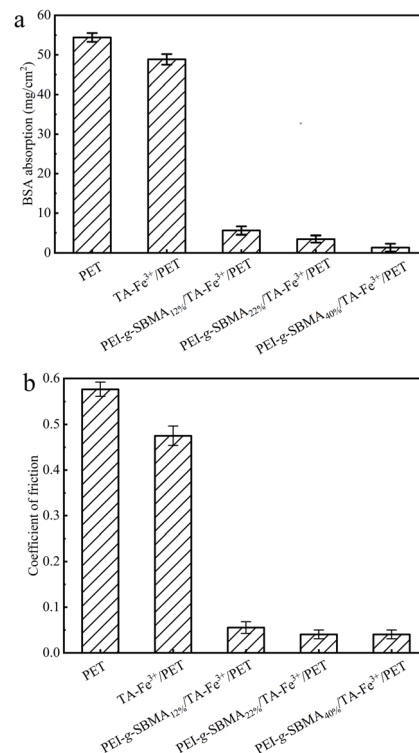 a
60
50
40
30
20
10
0
BSA absorption (mg/cm²)
PET
TA-Fe³⁺/PET
PEI-g-SBMA₁₂%/TA-Fe³⁺/PET
PEI-g-SBMA₂₂%/TA-Fe³⁺/PET
PEI-g-SBMA₄₀%/TA-Fe³⁺/PET
b
0.6
0.5
0.4
0.3
0.2
0.1
0.0
Coefficient of friction
PET
TA-Fe³⁺/PET
PEI-g-SBMA₁₂%/TA-Fe³⁺/PET
PEI-g-SBMA₂₂%/TA-Fe³⁺/PET
PEI-g-SBMA₄₀%/TA-Fe³⁺/PET